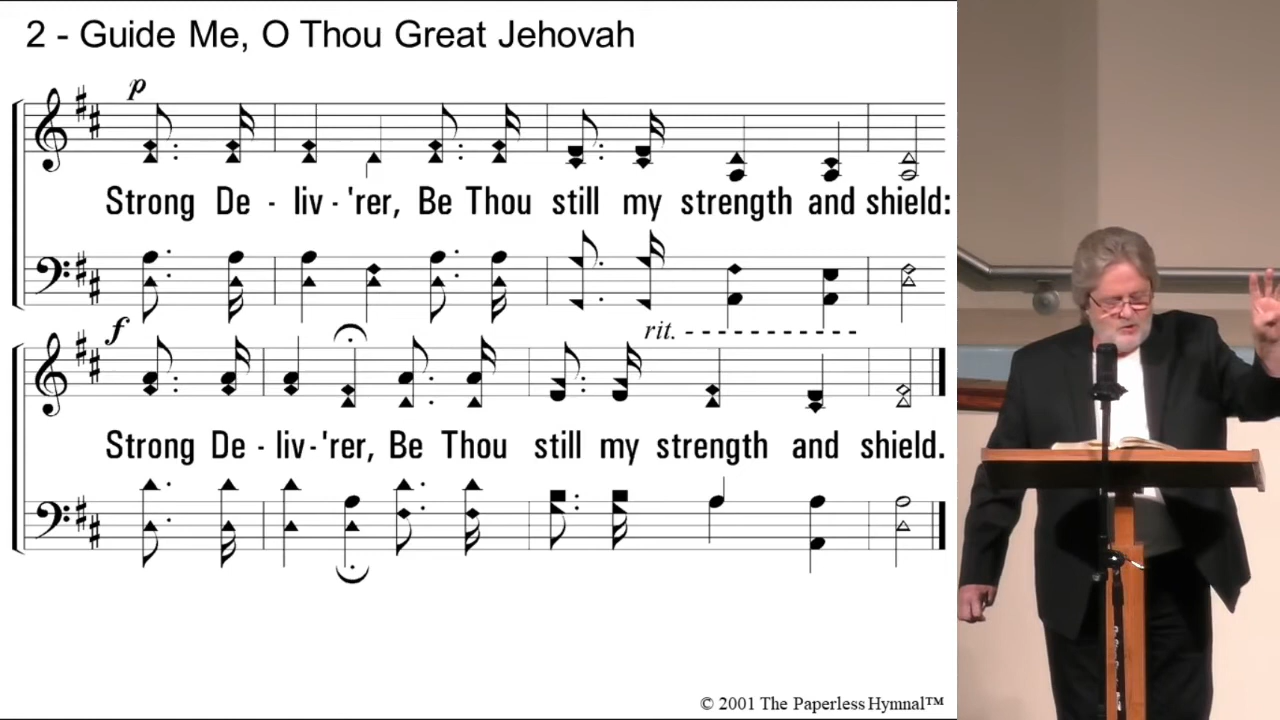 2 - Guide Me, O Thou Great Jehovah
p
Strong De - liv - 'rer, Be Thou still my strength and shield:
f
rit.
Strong De - liv - 'rer, Be Thou still my strength and shield.
© 2001 The Paperless Hymnal™